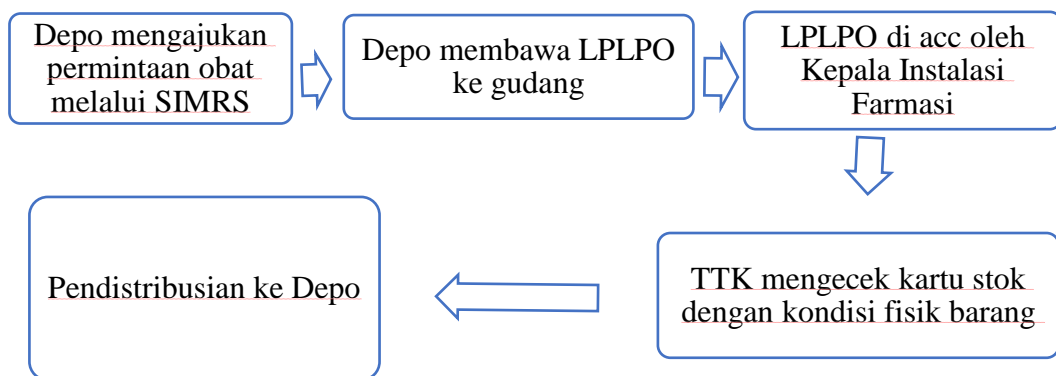 Depo mengajukan
permintaan obat
melalui SIMRS
Depo membawa LPLPO
ke gudang
LPLPO di acc oleh
Kepala Instalasi
Farmasi
TTK mengecek kartu stok
dengan kondisi fisik barang
Pendistribusian ke Depo